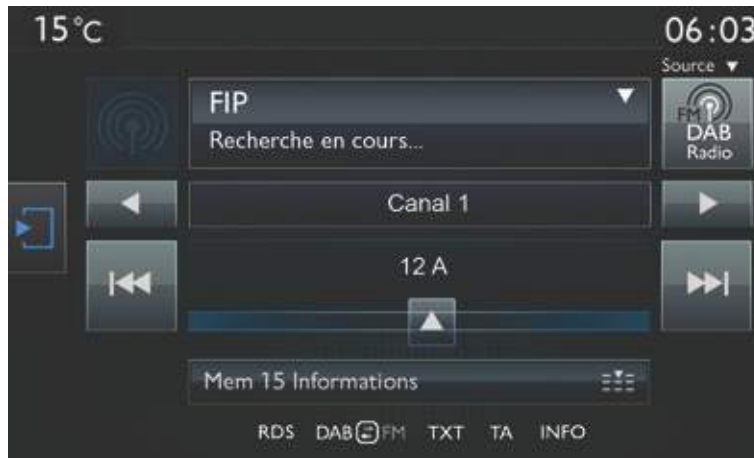 15°C 06:03
Source
FIP
Recherche en cours...
FM
DAB
Radio
Canal 1
12 A
Mem 15 Informations
RDS DAB FM TXT TA INFO